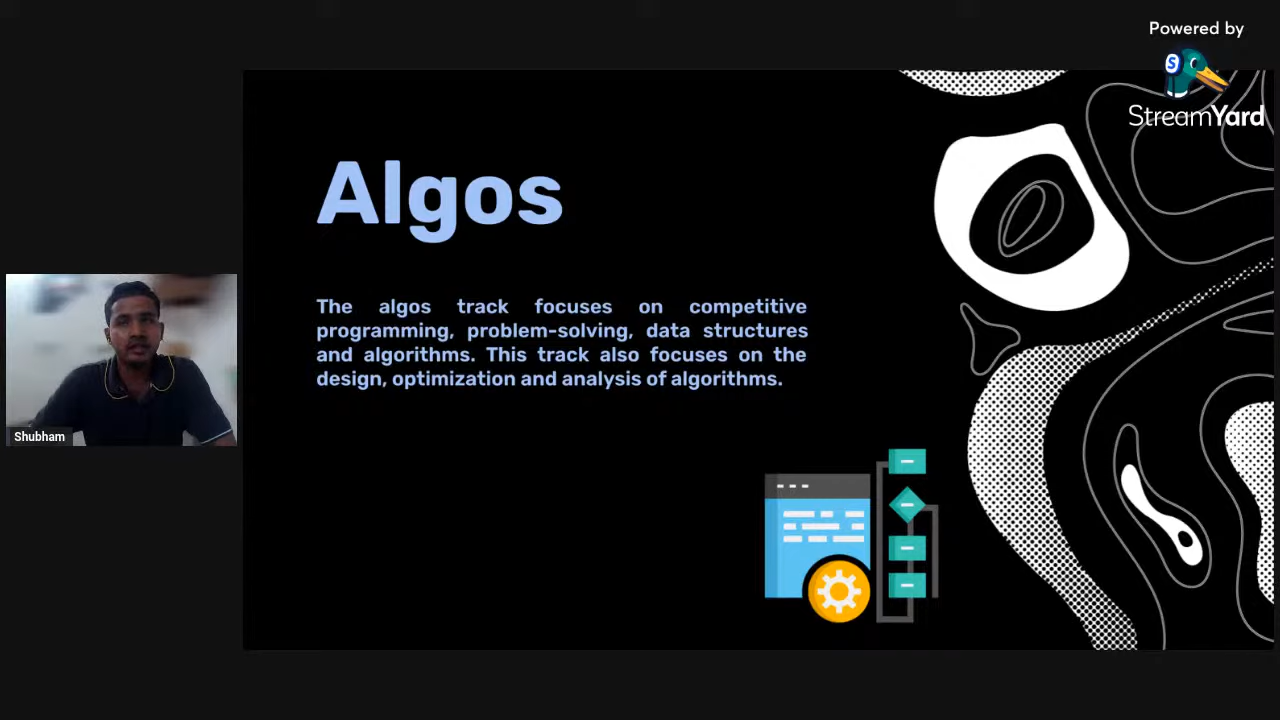 Powered by
StreamYard
Algos
The algos track focuses on competitive
programming, problem-solving, data structures
and algorithms. This track also focuses on the
design, optimization and analysis of algorithms.
Shubham